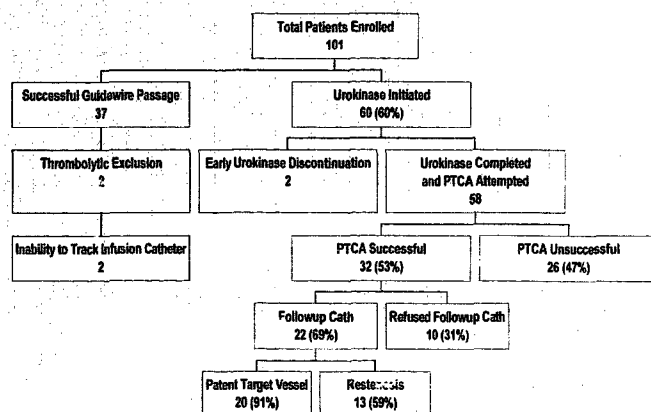 Total Patients Enrolled
101
Successful Guidewire Passage
37
Urokinase Initiated
60 (60%)
Thrombolytic Exclusion
2
Early Urokinase Discontinuation
2
Urokinase Completed
and PTCA Attempted
58
Inability to Track Infusion Catheter
2
PTCA Successful
32 (53%)
PTCA Unsuccessful
26 (47%)
Followup Cath
22 (69%)
Refused Followup Cath
10 (31%)
Patent Target Vessel
20 (91%)
Restenosis
13 (59%)